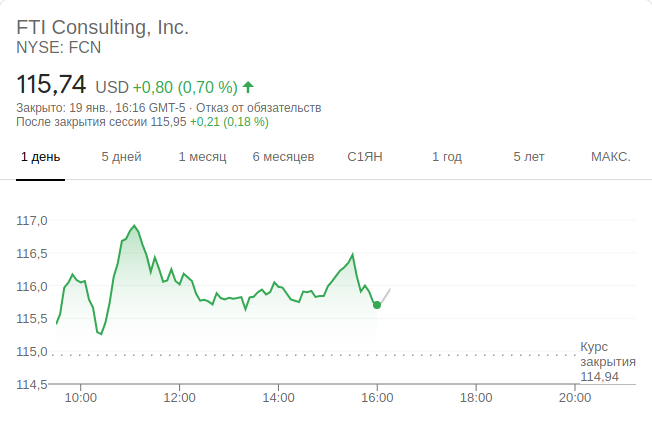 FTI Consulting, Inc.
NYSE: FCN
115,74 USD +0,80 (0,70 %)
Закрыто: 19 янв., 16:16 GMT-5 · Отказ от обязательств
После закрытия сессии 115,95 +0,21 (0,18 %)
1 день 5 дней 1 месяц 6 месяцев С1ЯН 1 год 5 лет МАКС.
117,0
116,5
116,0
115,5
115,0
114,5
Курс
закрытия
114,94
10:00 12:00 14:00 16:00 18:00 20:00